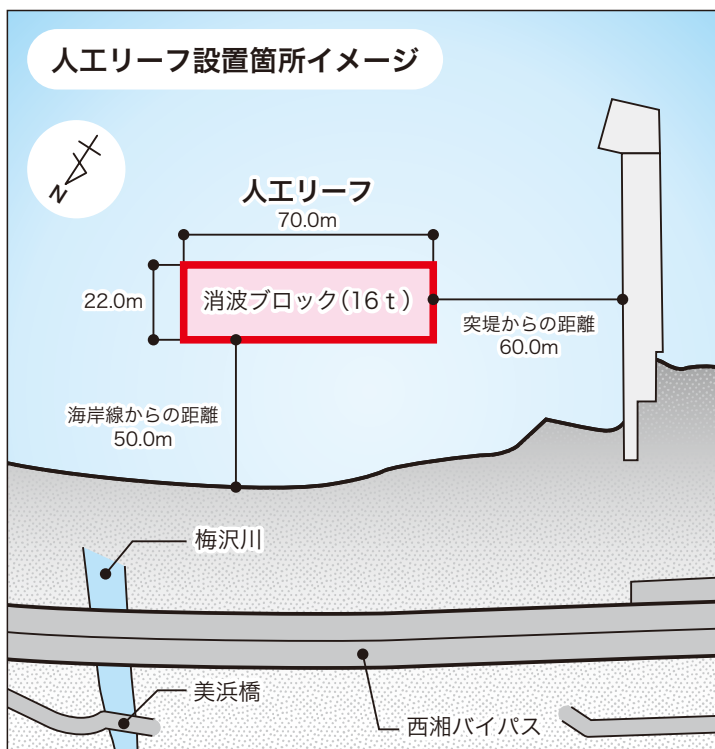 人工リーフ設置箇所イメージ
N
人工リーフ
70.0m
22.0m
消波ブロック(16ｔ)
突堤からの距離
60.0m
海岸線からの距離
50.0m
梅沢川
美浜橋
西湘バイパス